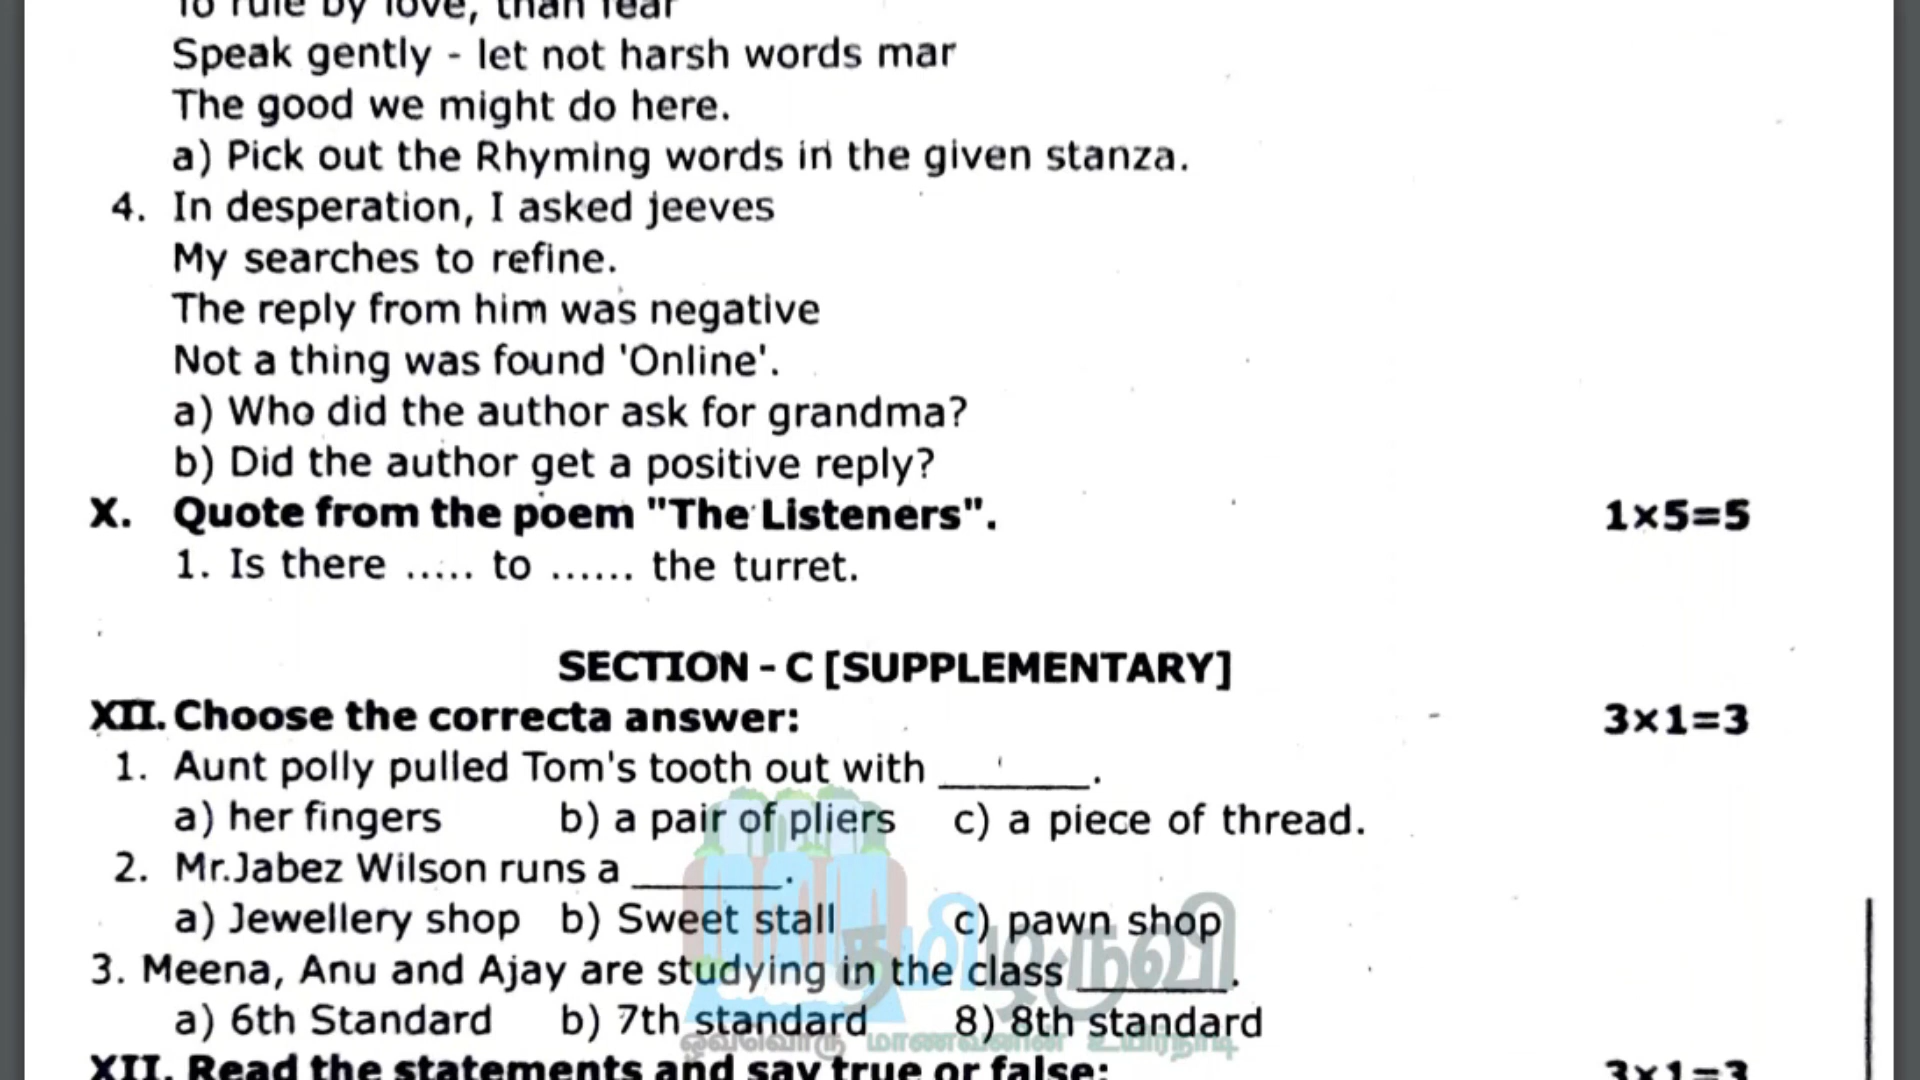 To rule by love, than fear
Speak gently - let not harsh words mar
The good we might do here.
a) Pick out the Rhyming words in the given stanza.
4. In desperation, I asked jeeves
My searches to refine.
The reply from him was negative
Not a thing was found 'Online'.
a) Who did the author ask for grandma?
b) Did the author get a positive reply?
X. Quote from the poem "The Listeners". 1×5=5
1. Is there ..... to ...... the turret.
SECTION - C [SUPPLEMENTARY]
XII. Choose the correcta answer: 3×1=3
1. Aunt polly pulled Tom's tooth out with _______.
a) her fingers b) a pair of pliers c) a piece of thread.
2. Mr.Jabez Wilson runs a _______.
a) Jewellery shop b) Sweet stall c) pawn shop
3. Meena, Anu and Ajay are studying in the class _______.
a) 6th Standard b) 7th standard 8) 8th standard
XII. Read the statements and say true or false: 3×1=3